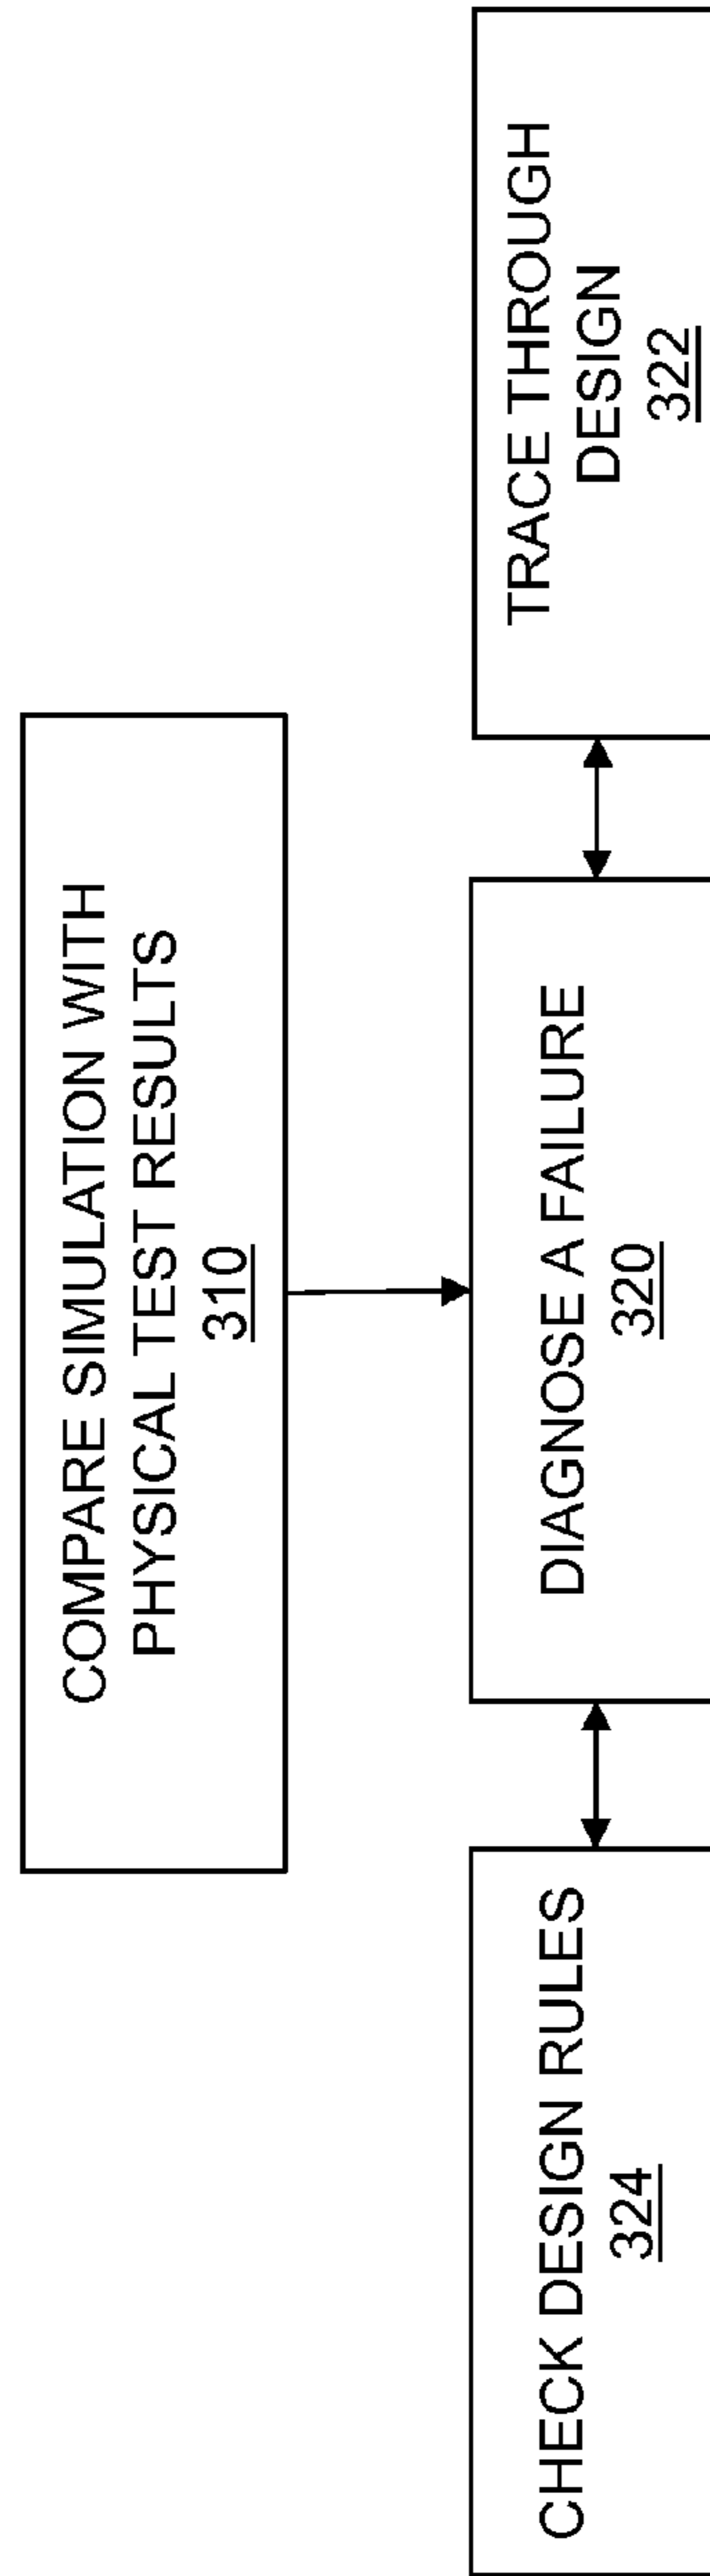 COMPARE SIMULATION WITH
PHYSICAL TEST RESULTS
310
CHECK DESIGN RULES
324
DIAGNOSE A FAILURE
320
TRACE THROUGH
DESIGN
322